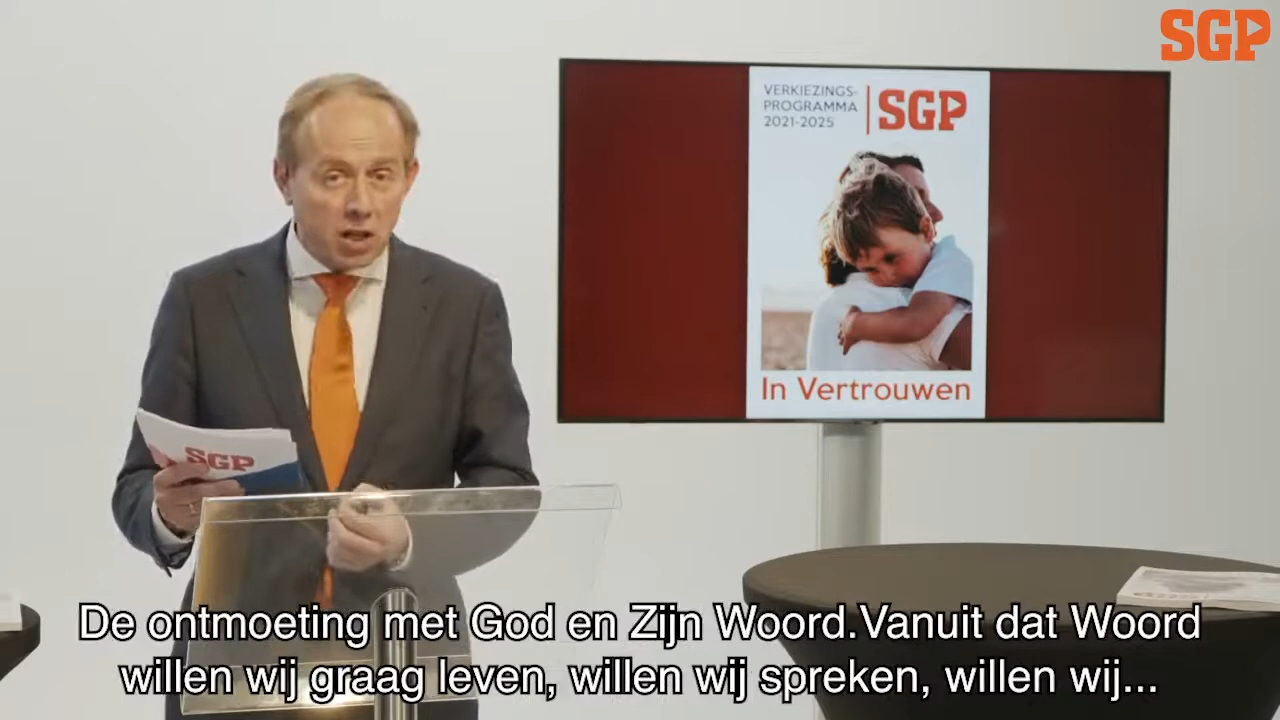 SGP
VERKIEZINGS-
PROGRAMMA
2021-2025
SGP
In Vertrouwen
SGP
De ontmoeting met God en Zijn Woord.Vanuit dat Woord
willen wij graag leven, willen wij spreken, willen wij...